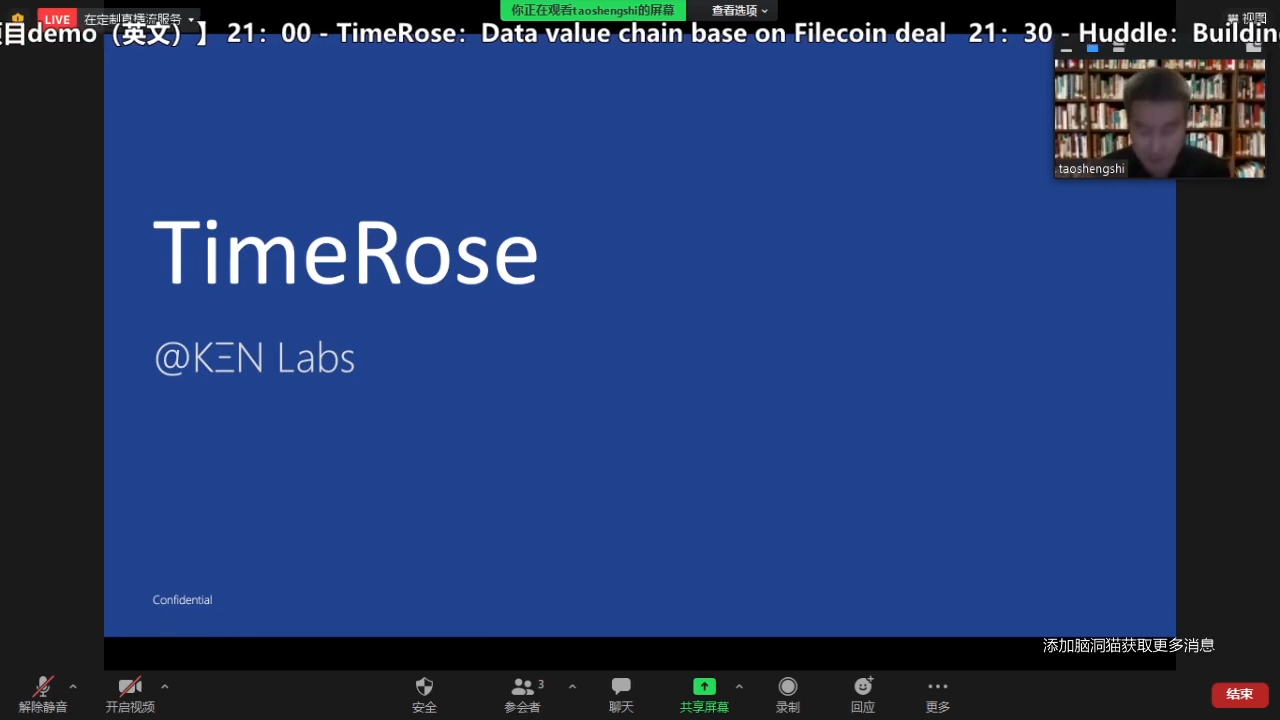 LIVE 在定制直播流服务 你正在观看taoshengshi的屏幕 查看选项 视图
目demo（英文）】 21：00 - TimeRose：Data value chain base on Filecoin deal 21：30 - Huddle：Building
taoshengshi
TimeRose
@KΞN Labs
Confidential
添加脑洞猫获取更多消息
解除静音 开启视频 安全 参会者 3 聊天 共享屏幕 录制 回应 更多 结束